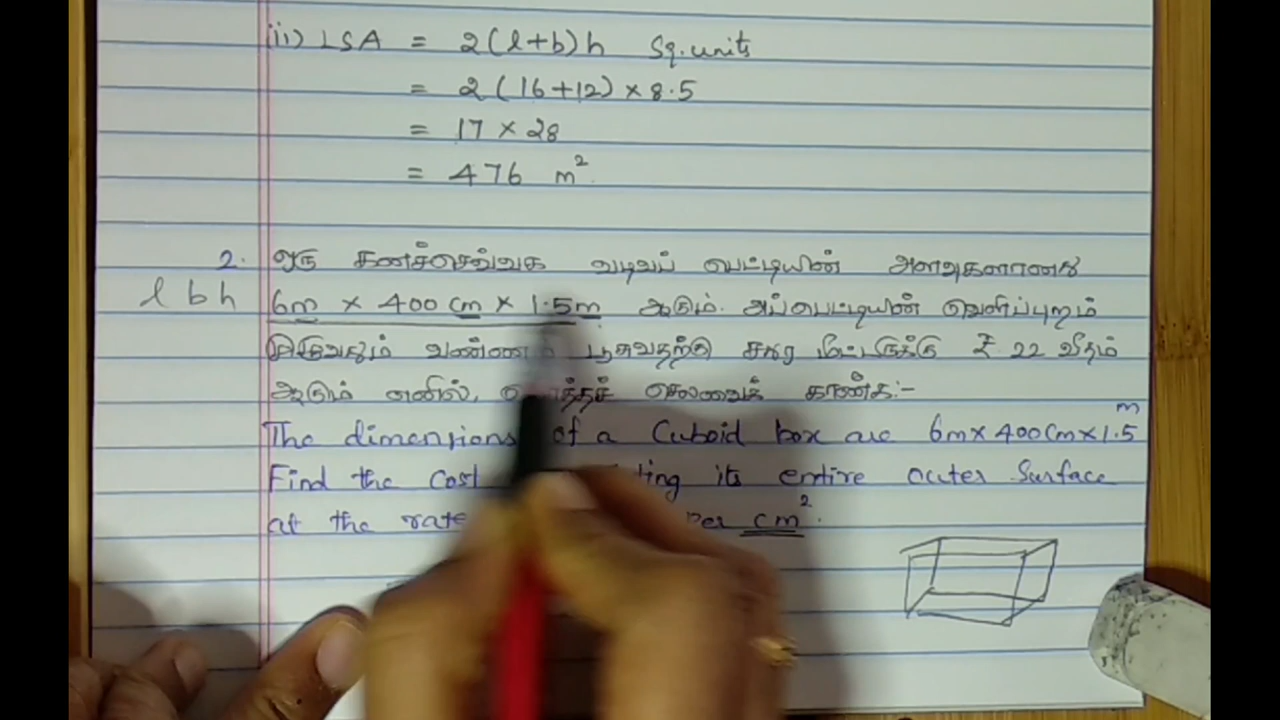 (ii) LSA = 2(l+b)h Sq.units
= 2 (16+12) × 8.5
= 17 × 28
= 476 m²
2. ஒரு கனச்செவ்வக வடிவப் பெட்டியின் அளவுகளானது
l b h 6m × 400 cm × 1.5m ஆகும். அப்பெட்டியின் வெளிப்புறம்
முழுவதும் வண்ணம் பூசுவதற்கு சதுர மீட்டருக்கு ₹ 22 வீதம்
ஆகும் எனில், செலவைக் காண்க:-
The dimensions of a Cuboid box are 6m×400cm×1.5 m
Find the cost its entire outer surface
at the rate Per cm².